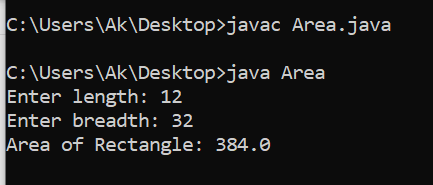 C:\Users\Ak\Desktop>javac Area.java
C:\Users\Ak\Desktop>java Area
Enter length: 12
Enter breadth: 32
Area of Rectangle: 384.0